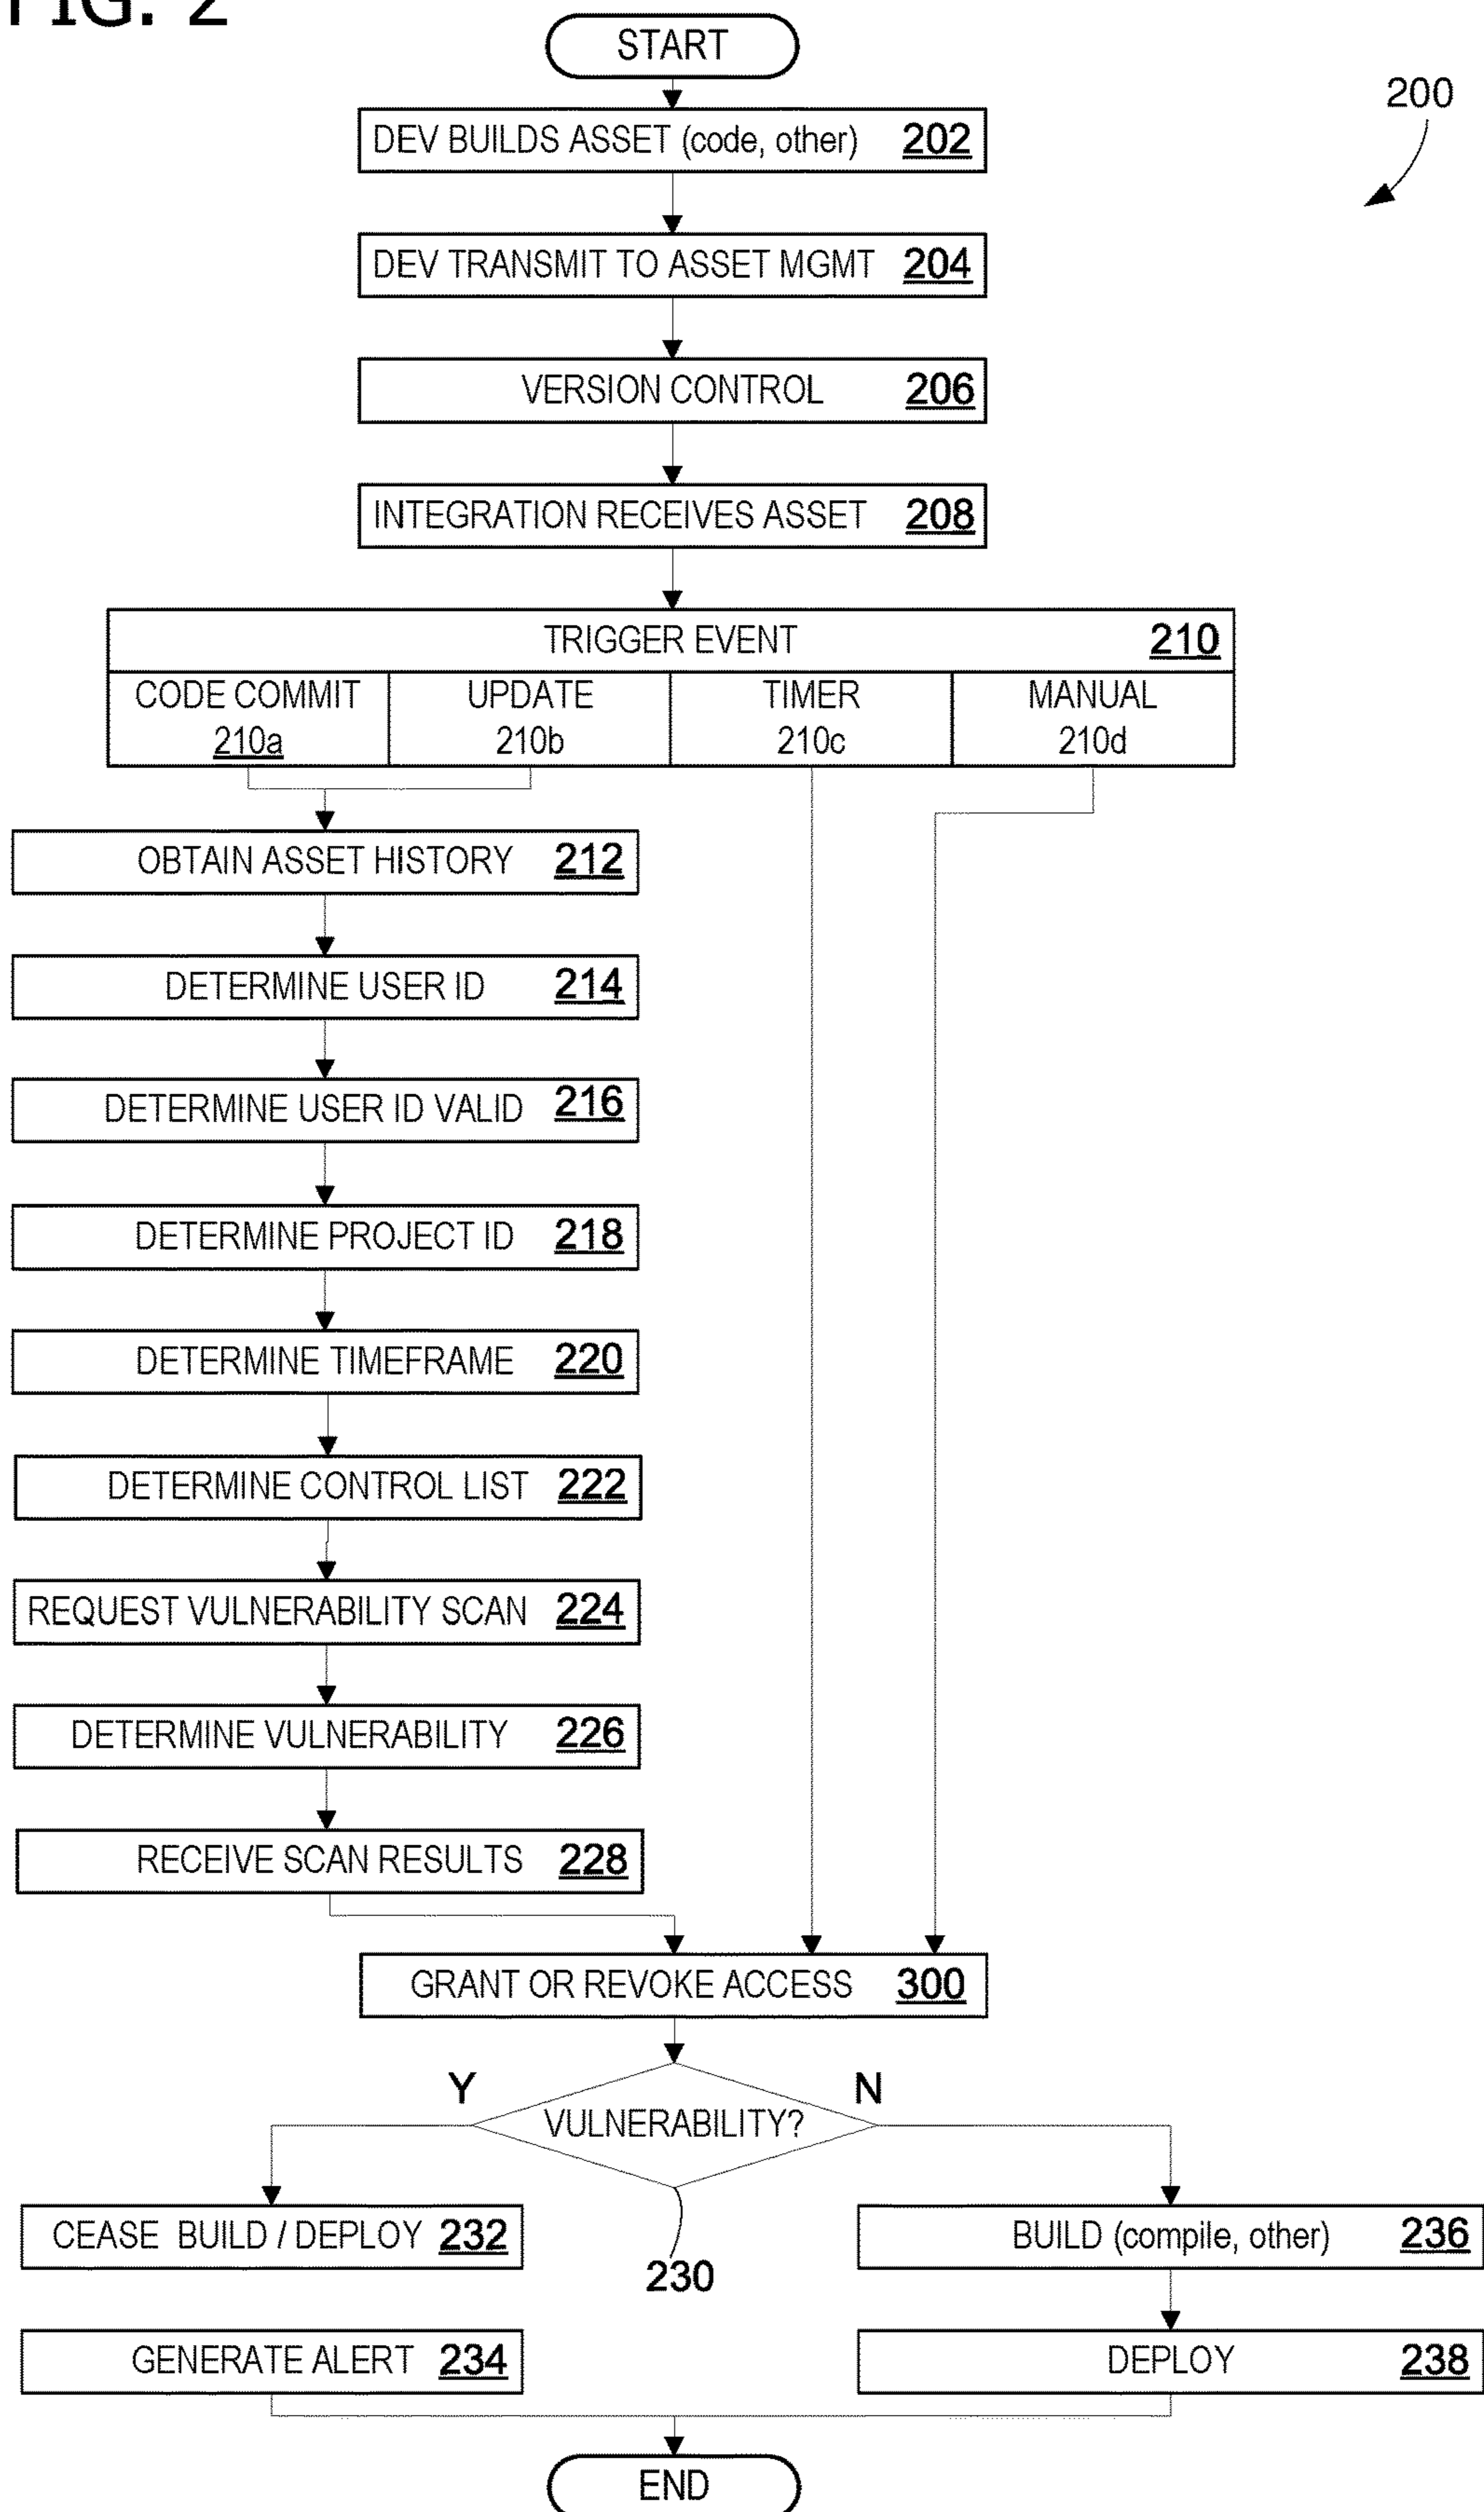 FIG. 2
START
200
DEV BUILDS ASSET (code, other) 202
DEV TRANSMIT TO ASSET MGMT 204
VERSION CONTROL 206
INTEGRATION RECEIVES ASSET 208
TRIGGER EVENT 210
CODE COMMIT
210a
UPDATE
210b
TIMER
210c
MANUAL
210d
OBTAIN ASSET HISTORY 212
DETERMINE USER ID 214
DETERMINE USER ID VALID 216
DETERMINE PROJECT ID 218
DETERMINE TIMEFRAME 220
DETERMINE CONTROL LIST 222
REQUEST VULNERABILITY SCAN 224
DETERMINE VULNERABILITY 226
RECEIVE SCAN RESULTS 228
GRANT OR REVOKE ACCESS 300
Y
N
VULNERABILITY?
230
CEASE BUILD / DEPLOY 232
BUILD (compile, other) 236
GENERATE ALERT 234
DEPLOY 238
END